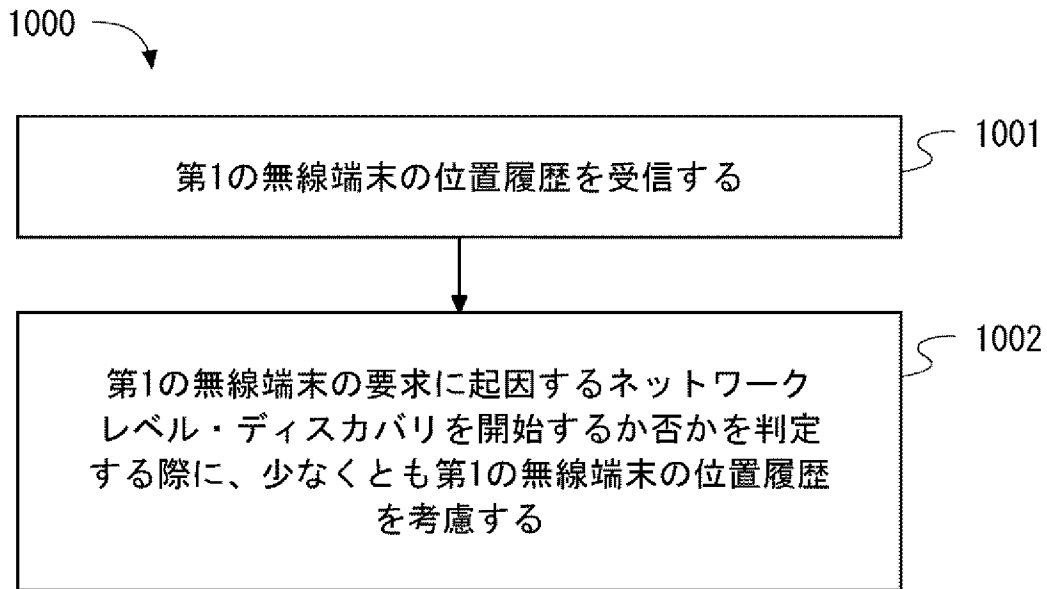 1000
第1の無線端末の位置履歴を受信する
1001
第1の無線端末の要求に起因するネットワーク
レベル・ディスカバリを開始するか否かを判定
する際に、少なくとも第1の無線端末の位置履歴
を考慮する
1002